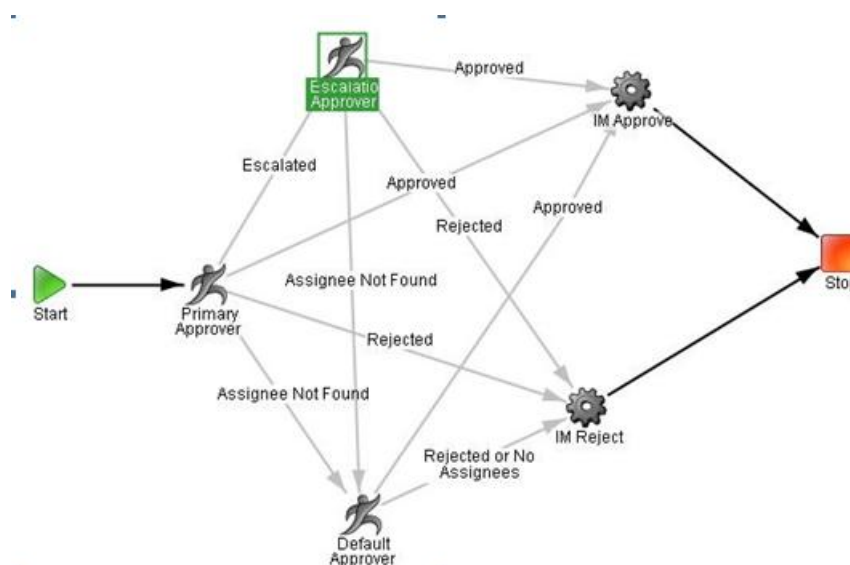 Approved
Escalatio
Approver
IM Approve
Escalated
Approved
Approved
Rejected
Assignee Not Found
Stop
Start
Primary
Approver
Rejected
Assignee Not Found
IM Reject
Rejected or No
Assignees
Default
Approver